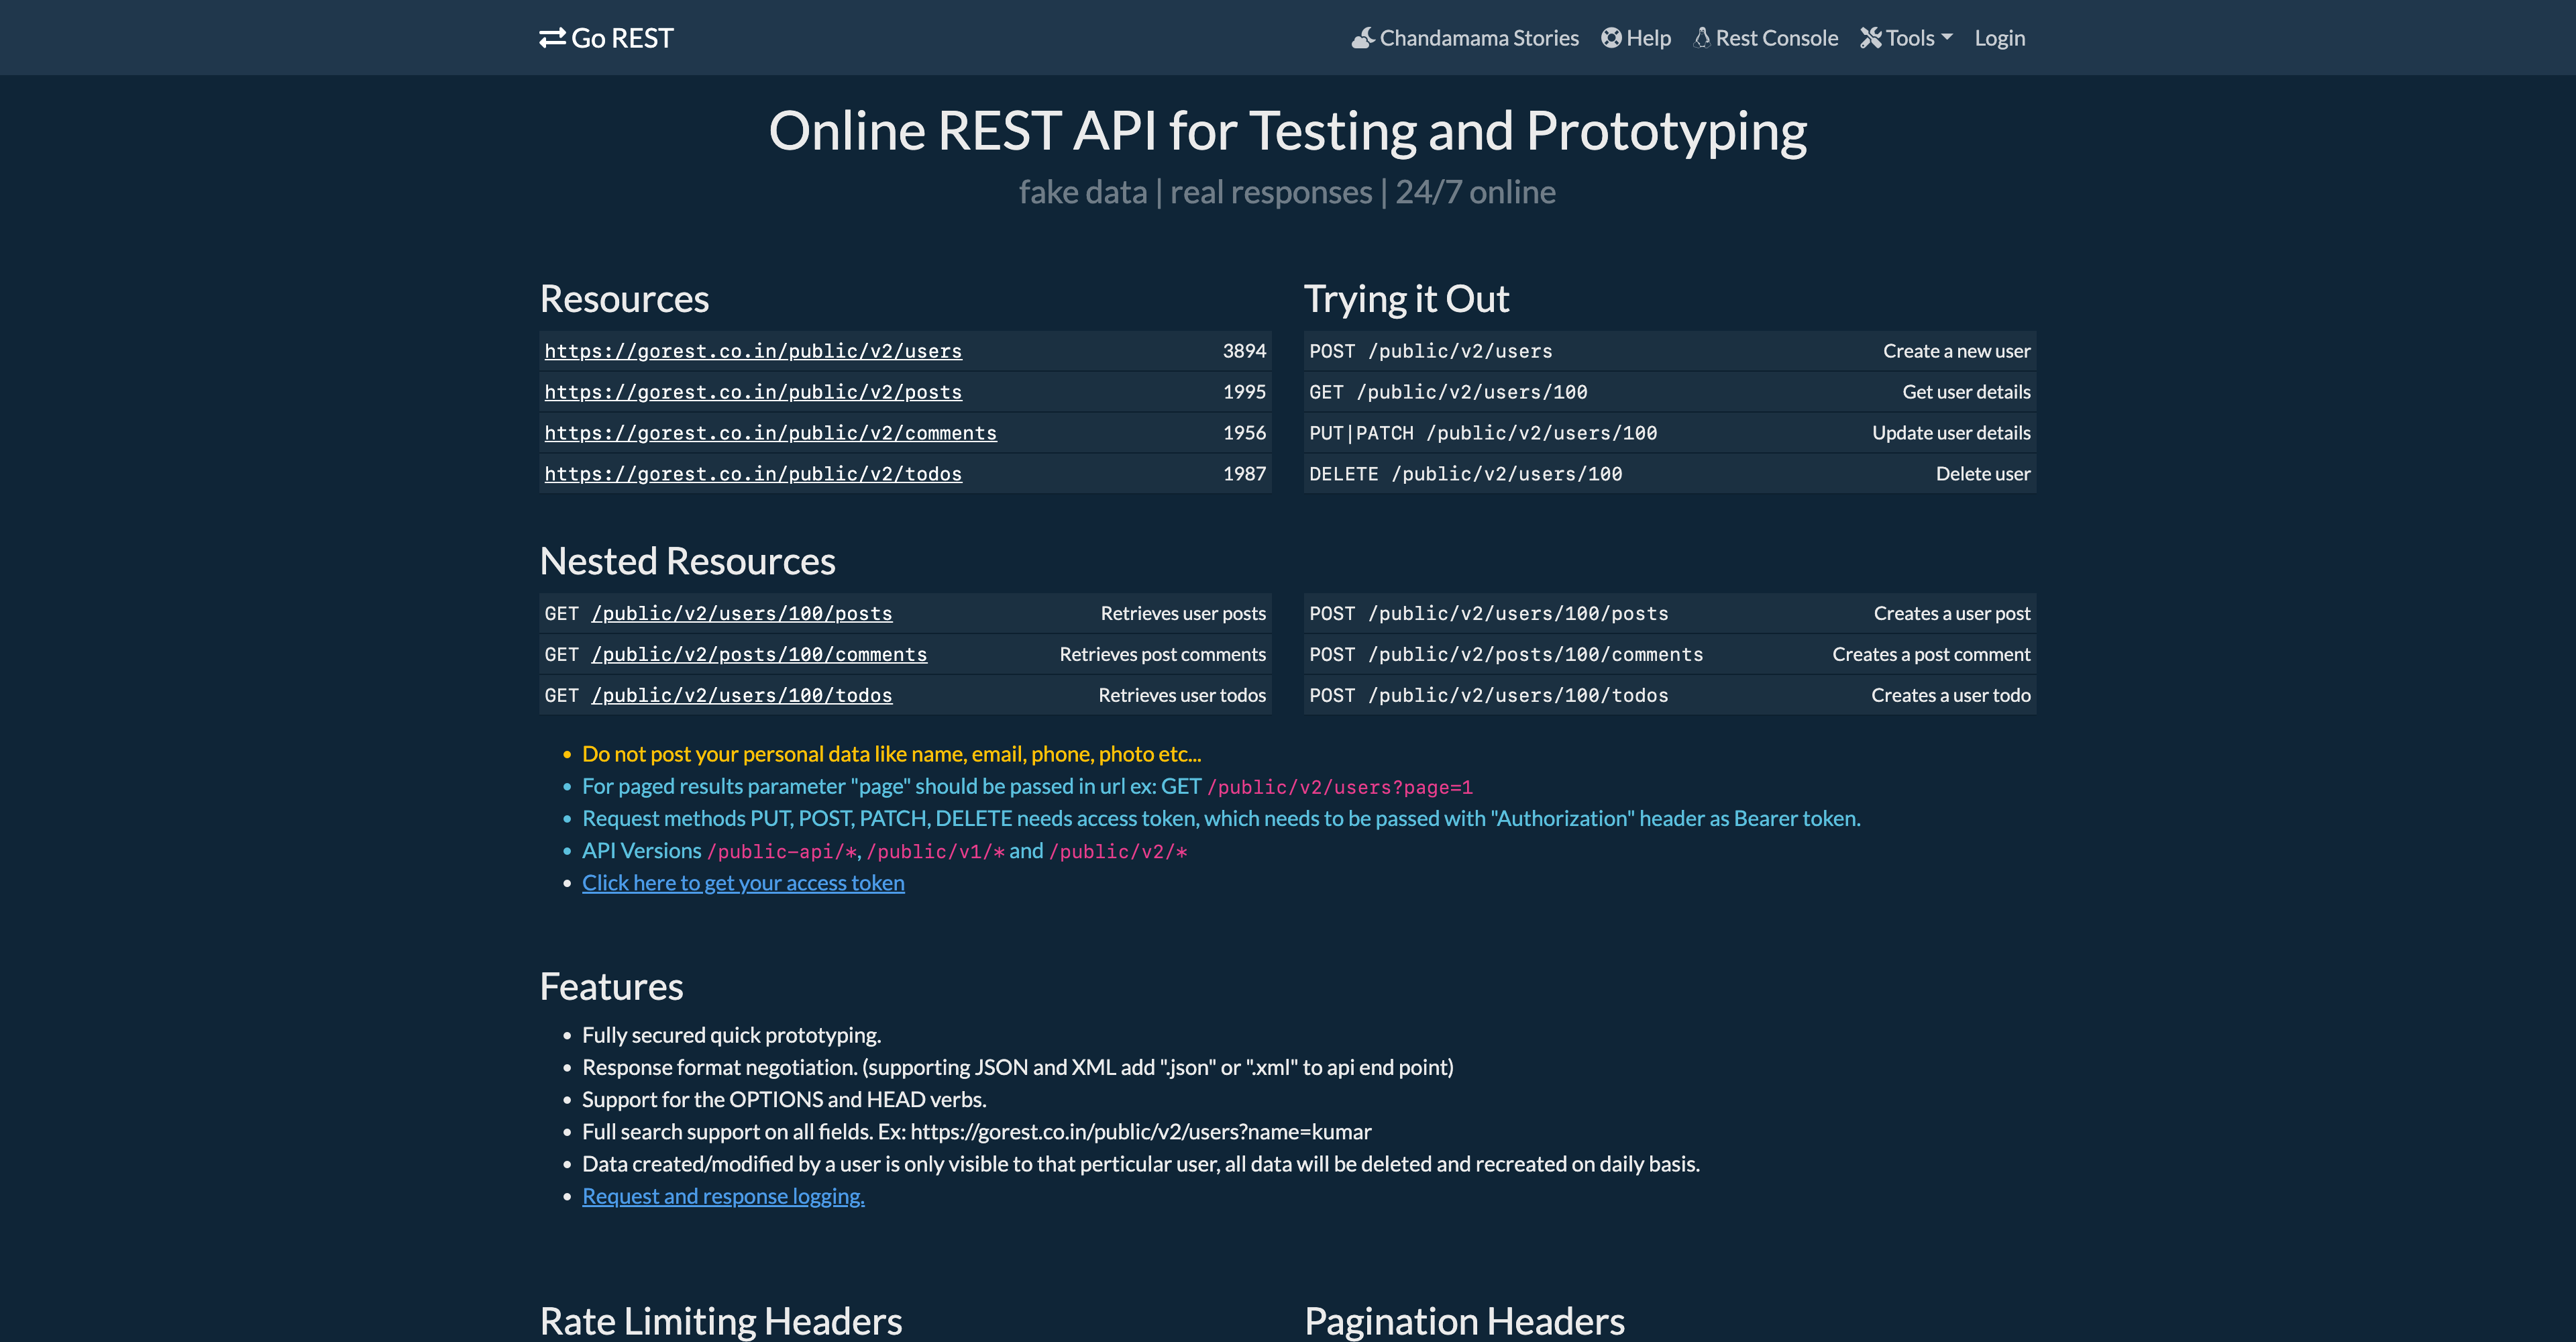 Go REST
Chandamama Stories
Help
Rest Console
Tools
Login
Online REST API for Testing and Prototyping
fake data | real responses | 24/7 online
Resources
https://gorest.co.in/public/v2/users 3894
https://gorest.co.in/public/v2/posts 1995
https://gorest.co.in/public/v2/comments 1956
https://gorest.co.in/public/v2/todos 1987
Trying it Out
POST /public/v2/users Create a new user
GET /public/v2/users/100 Get user details
PUT|PATCH /public/v2/users/100 Update user details
DELETE /public/v2/users/100 Delete user
Nested Resources
GET /public/v2/users/100/posts Retrieves user posts
GET /public/v2/posts/100/comments Retrieves post comments
GET /public/v2/users/100/todos Retrieves user todos
POST /public/v2/users/100/posts Creates a user post
POST /public/v2/posts/100/comments Creates a post comment
POST /public/v2/users/100/todos Creates a user todo
Do not post your personal data like name, email, phone, photo etc...
For paged results parameter "page" should be passed in url ex: GET /public/v2/users?page=1
Request methods PUT, POST, PATCH, DELETE needs access token, which needs to be passed with "Authorization" header as Bearer token.
API Versions /public-api/*, /public/v1/* and /public/v2/*
Click here to get your access token
Features
Fully secured quick prototyping.
Response format negotiation. (supporting JSON and XML add ".json" or ".xml" to api end point)
Support for the OPTIONS and HEAD verbs.
Full search support on all fields. Ex: https://gorest.co.in/public/v2/users?name=kumar
Data created/modified by a user is only visible to that perticular user, all data will be deleted and recreated on daily basis.
Request and response logging.
Rate Limiting Headers
Pagination Headers